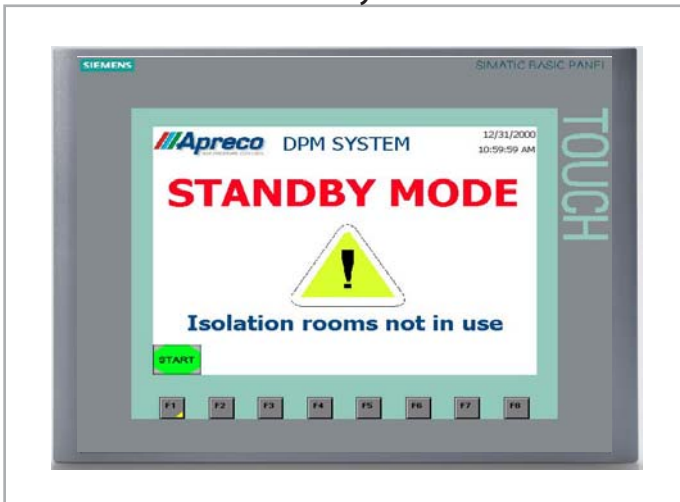 SIEMENS
SIMATIC BASIC PANEL
TOUCH
Apreco DPM SYSTEM
12/31/2000
10:59:59 AM
STANDBY MODE
!
Isolation rooms not in use
START
F1 F2 F3 F4 F5 F6 F7 F8